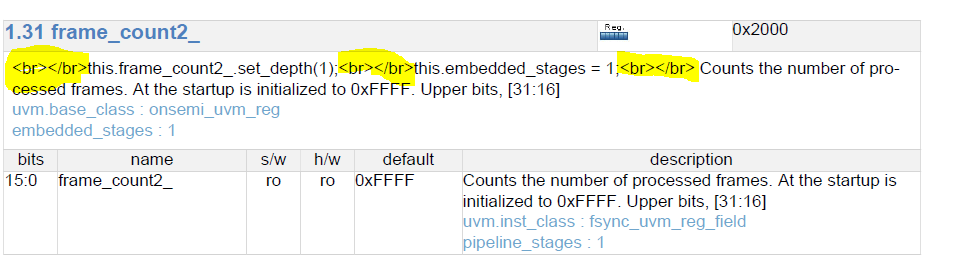 1.31 frame_count2_
Reg.
0x2000
<br></br>this.frame_count2_.set_depth(1);<br></br>this.embedded_stages = 1;<br></br> Counts the number of pro-
cessed frames. At the startup is initialized to 0xFFFF. Upper bits, [31:16]
uvm.base_class : onsemi_uvm_reg
embedded_stages : 1
bits name s/w h/w default description
15:0 frame_count2_ ro ro 0xFFFF Counts the number of processed frames. At the startup is
initialized to 0xFFFF. Upper bits, [31:16]
uvm.inst_class : fsync_uvm_reg_field
pipeline_stages : 1